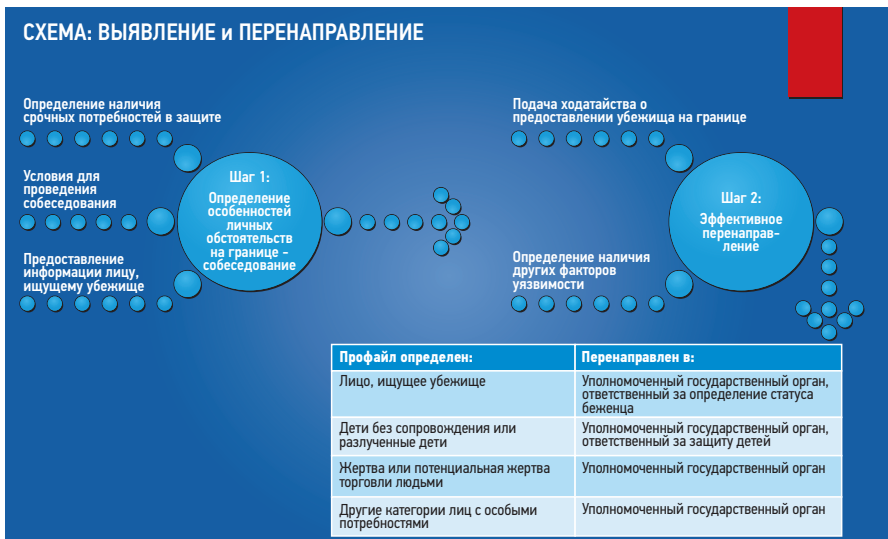 СХЕМА: ВЫЯВЛЕНИЕ и ПЕРЕНАПРАВЛЕНИЕ
Определение наличия
срочных потребностей в защите
Условия для
проведения
собеседования
Предоставление
информации лицу,
ищущему убежище
Шаг 1:
Определение
особенностей
личных
обстоятельств
на границе -
собеседование
Подача ходатайства о
предоставлении убежища на границе
Определение наличия
других факторов
уязвимости
Шаг 2:
Эффективное
перенаправ-
ление
Профайл определен:
Перенаправлен в:
Лицо, ищущее убежище
Уполномоченный государственный орган,
ответственный за определение статуса
беженца
Дети без сопровождения или
разлученные дети
Уполномоченный государственный орган,
ответственный за защиту детей
Жертва или потенциальная жертва
торговли людьми
Уполномоченный государственный орган
Другие категории лиц с особыми
потребностями
Уполномоченный государственный орган